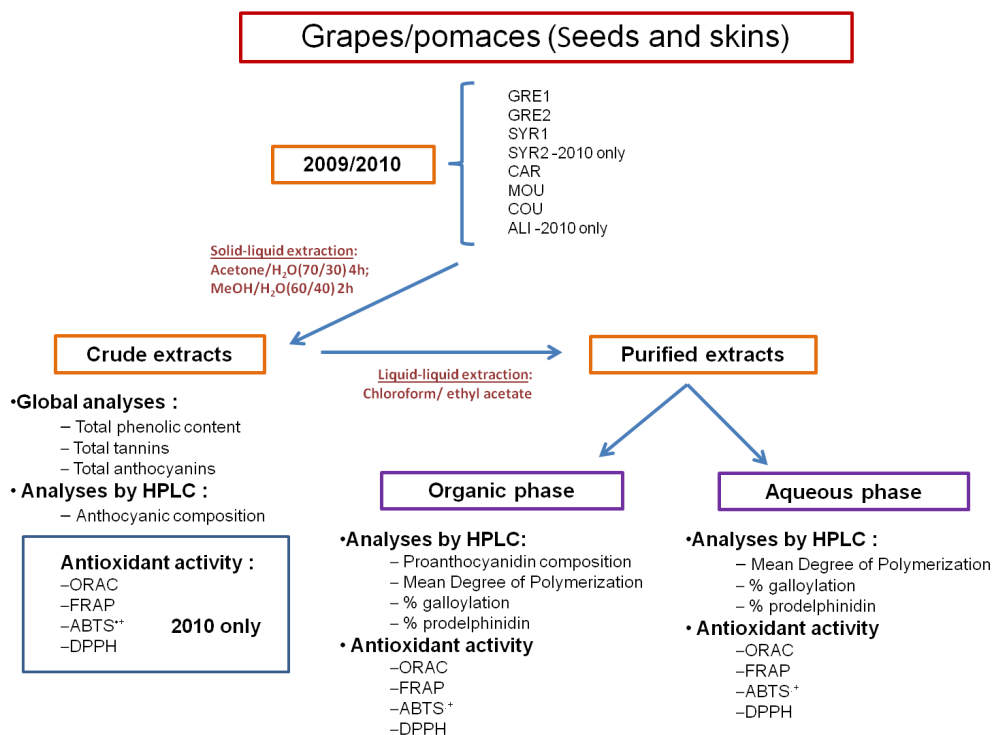 Grapes/pomaces (Seeds and skins)
GRE1
GRE2
SYR1
2009/2010
SYR2 -2010 only
CAR
MOU
COU
ALI -2010 only
Solid-liquid extraction:
Acetone/H₂O(70/30) 4h;
MeOH/H₂O(60/40) 2h
Crude extracts
Purified extracts
Liquid-liquid extraction:
Chloroform/ ethyl acetate
•Global analyses :
– Total phenolic content
– Total tannins
– Total anthocyanins
• Analyses by HPLC :
– Anthocyanic composition
Antioxidant activity :
–ORAC
–FRAP
–ABTS•⁺
2010 only
–DPPH
Organic phase
•Analyses by HPLC:
– Proanthocyanidin composition
– Mean Degree of Polymerization
– % galloylation
– % prodelphinidin
• Antioxidant activity
–ORAC
–FRAP
–ABTS·⁺
–DPPH
Aqueous phase
•Analyses by HPLC :
– Mean Degree of Polymerization
– % galloylation
– % prodelphinidin
• Antioxidant activity
–ORAC
–FRAP
–ABTS·⁺
–DPPH